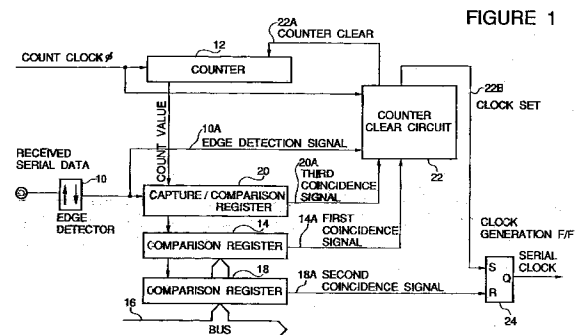 FIGURE 1
22A
COUNTER CLEAR
12
COUNT CLOCK ϕ
COUNTER
22B
CLOCK SET
COUNT VALUE
10A
EDGE DETECTION SIGNAL
COUNTER
CLEAR CIRCUIT
22
RECEIVED
SERIAL DATA
10
EDGE
DETECTOR
20
CAPTURE / COMPARISON
REGISTER
20A
THIRD
COINCIDENCE
SIGNAL
14
COMPARISON REGISTER
14A
FIRST
COINCIDENCE
SIGNAL
18
COMPARISON REGISTER
18A
SECOND
COINCIDENCE SIGNAL
16
BUS
CLOCK
GENERATION F/F
SERIAL
CLOCK
S
Q
R
24